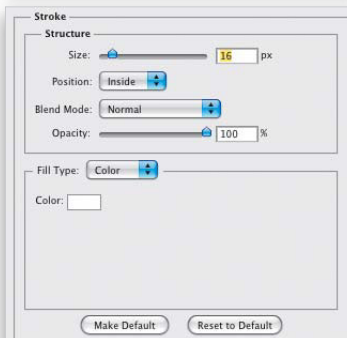 Stroke
Structure
Size: 16 px
Position: Inside
Blend Mode: Normal
Opacity: 100 %
Fill Type: Color
Color:
Make Default Reset to Default